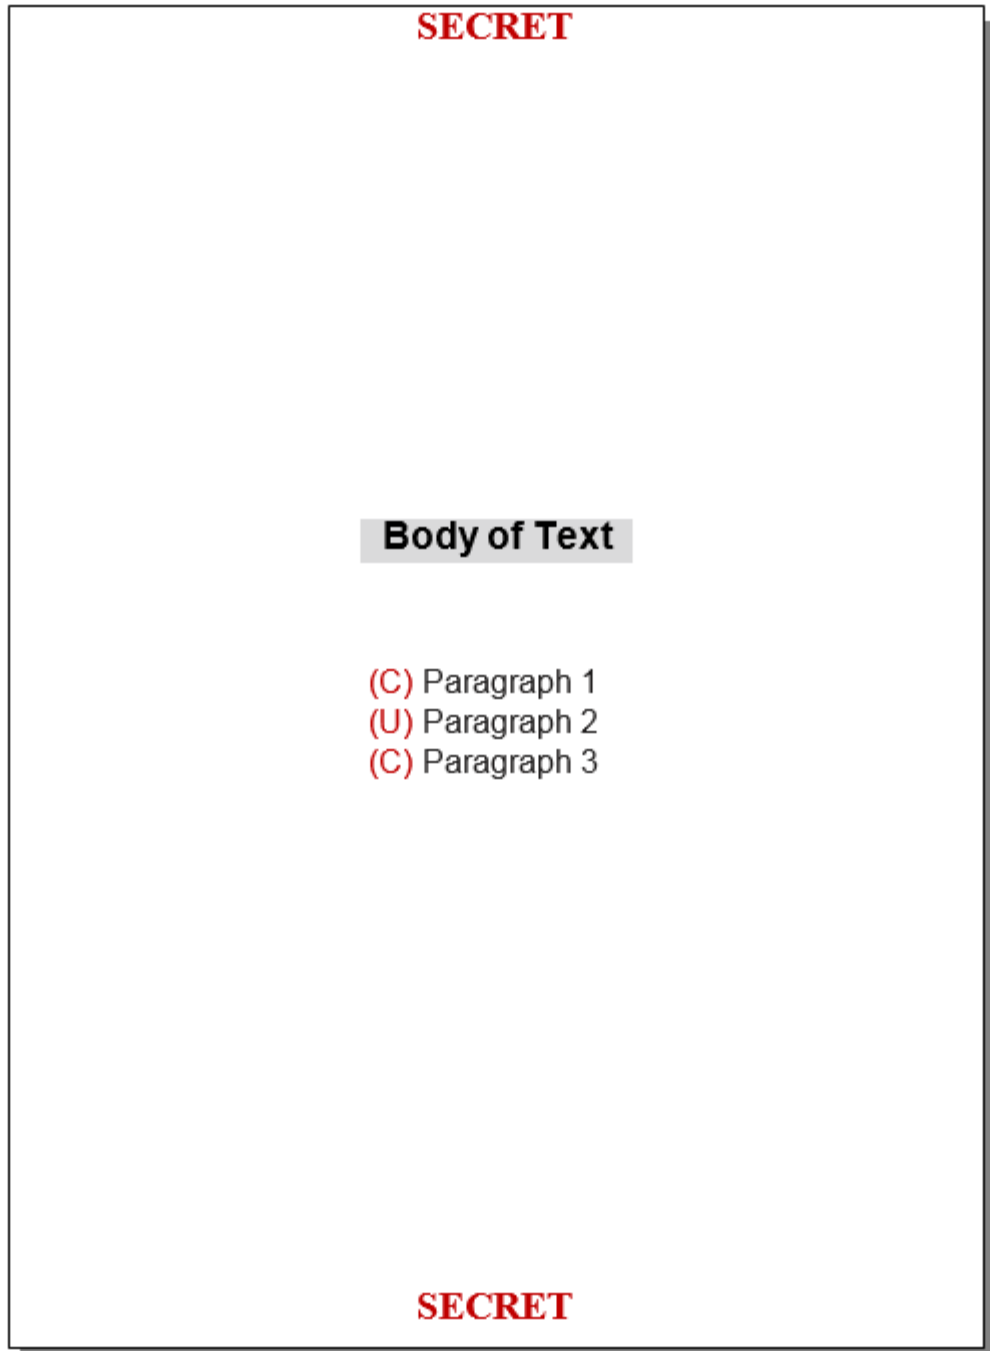 SECRET
Body of Text
(C) Paragraph 1
(U) Paragraph 2
(C) Paragraph 3
SECRET